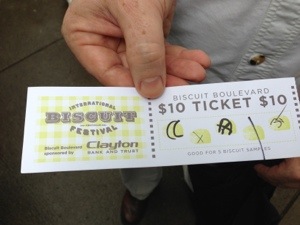 INTERNATIONAL
BISCUIT
FESTIVAL
Biscuit Boulevard
sponsored by
Clayton
BANK AND TRUST
BISCUIT BOULEVARD
$10 TICKET $10
GOOD FOR 5 BISCUIT SAMPLES